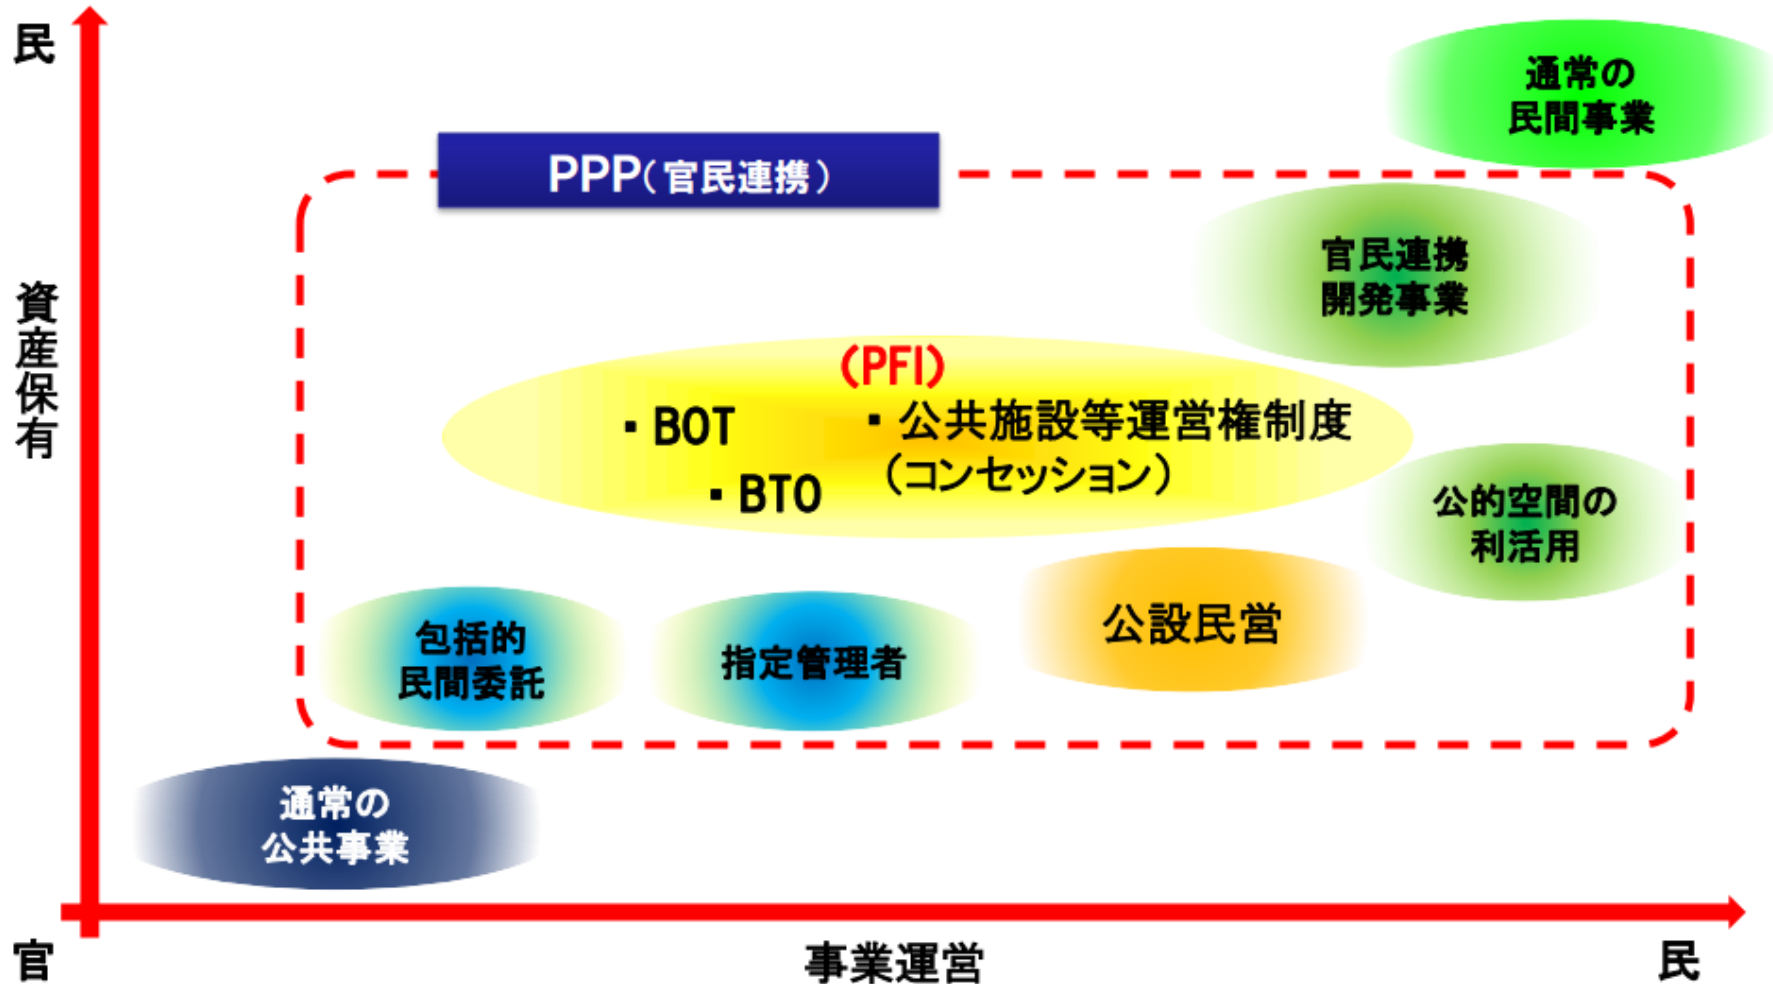 民
通常の
民間事業
PPP(官民連携)
官民連携
開発事業
資産保有
(PFI)
・BOT
・公共施設等運営権制度
(コンセッション)
・BTO
公的空間の
利活用
公設民営
包括的
民間委託
指定管理者
通常の
公共事業
官
事業運営
民